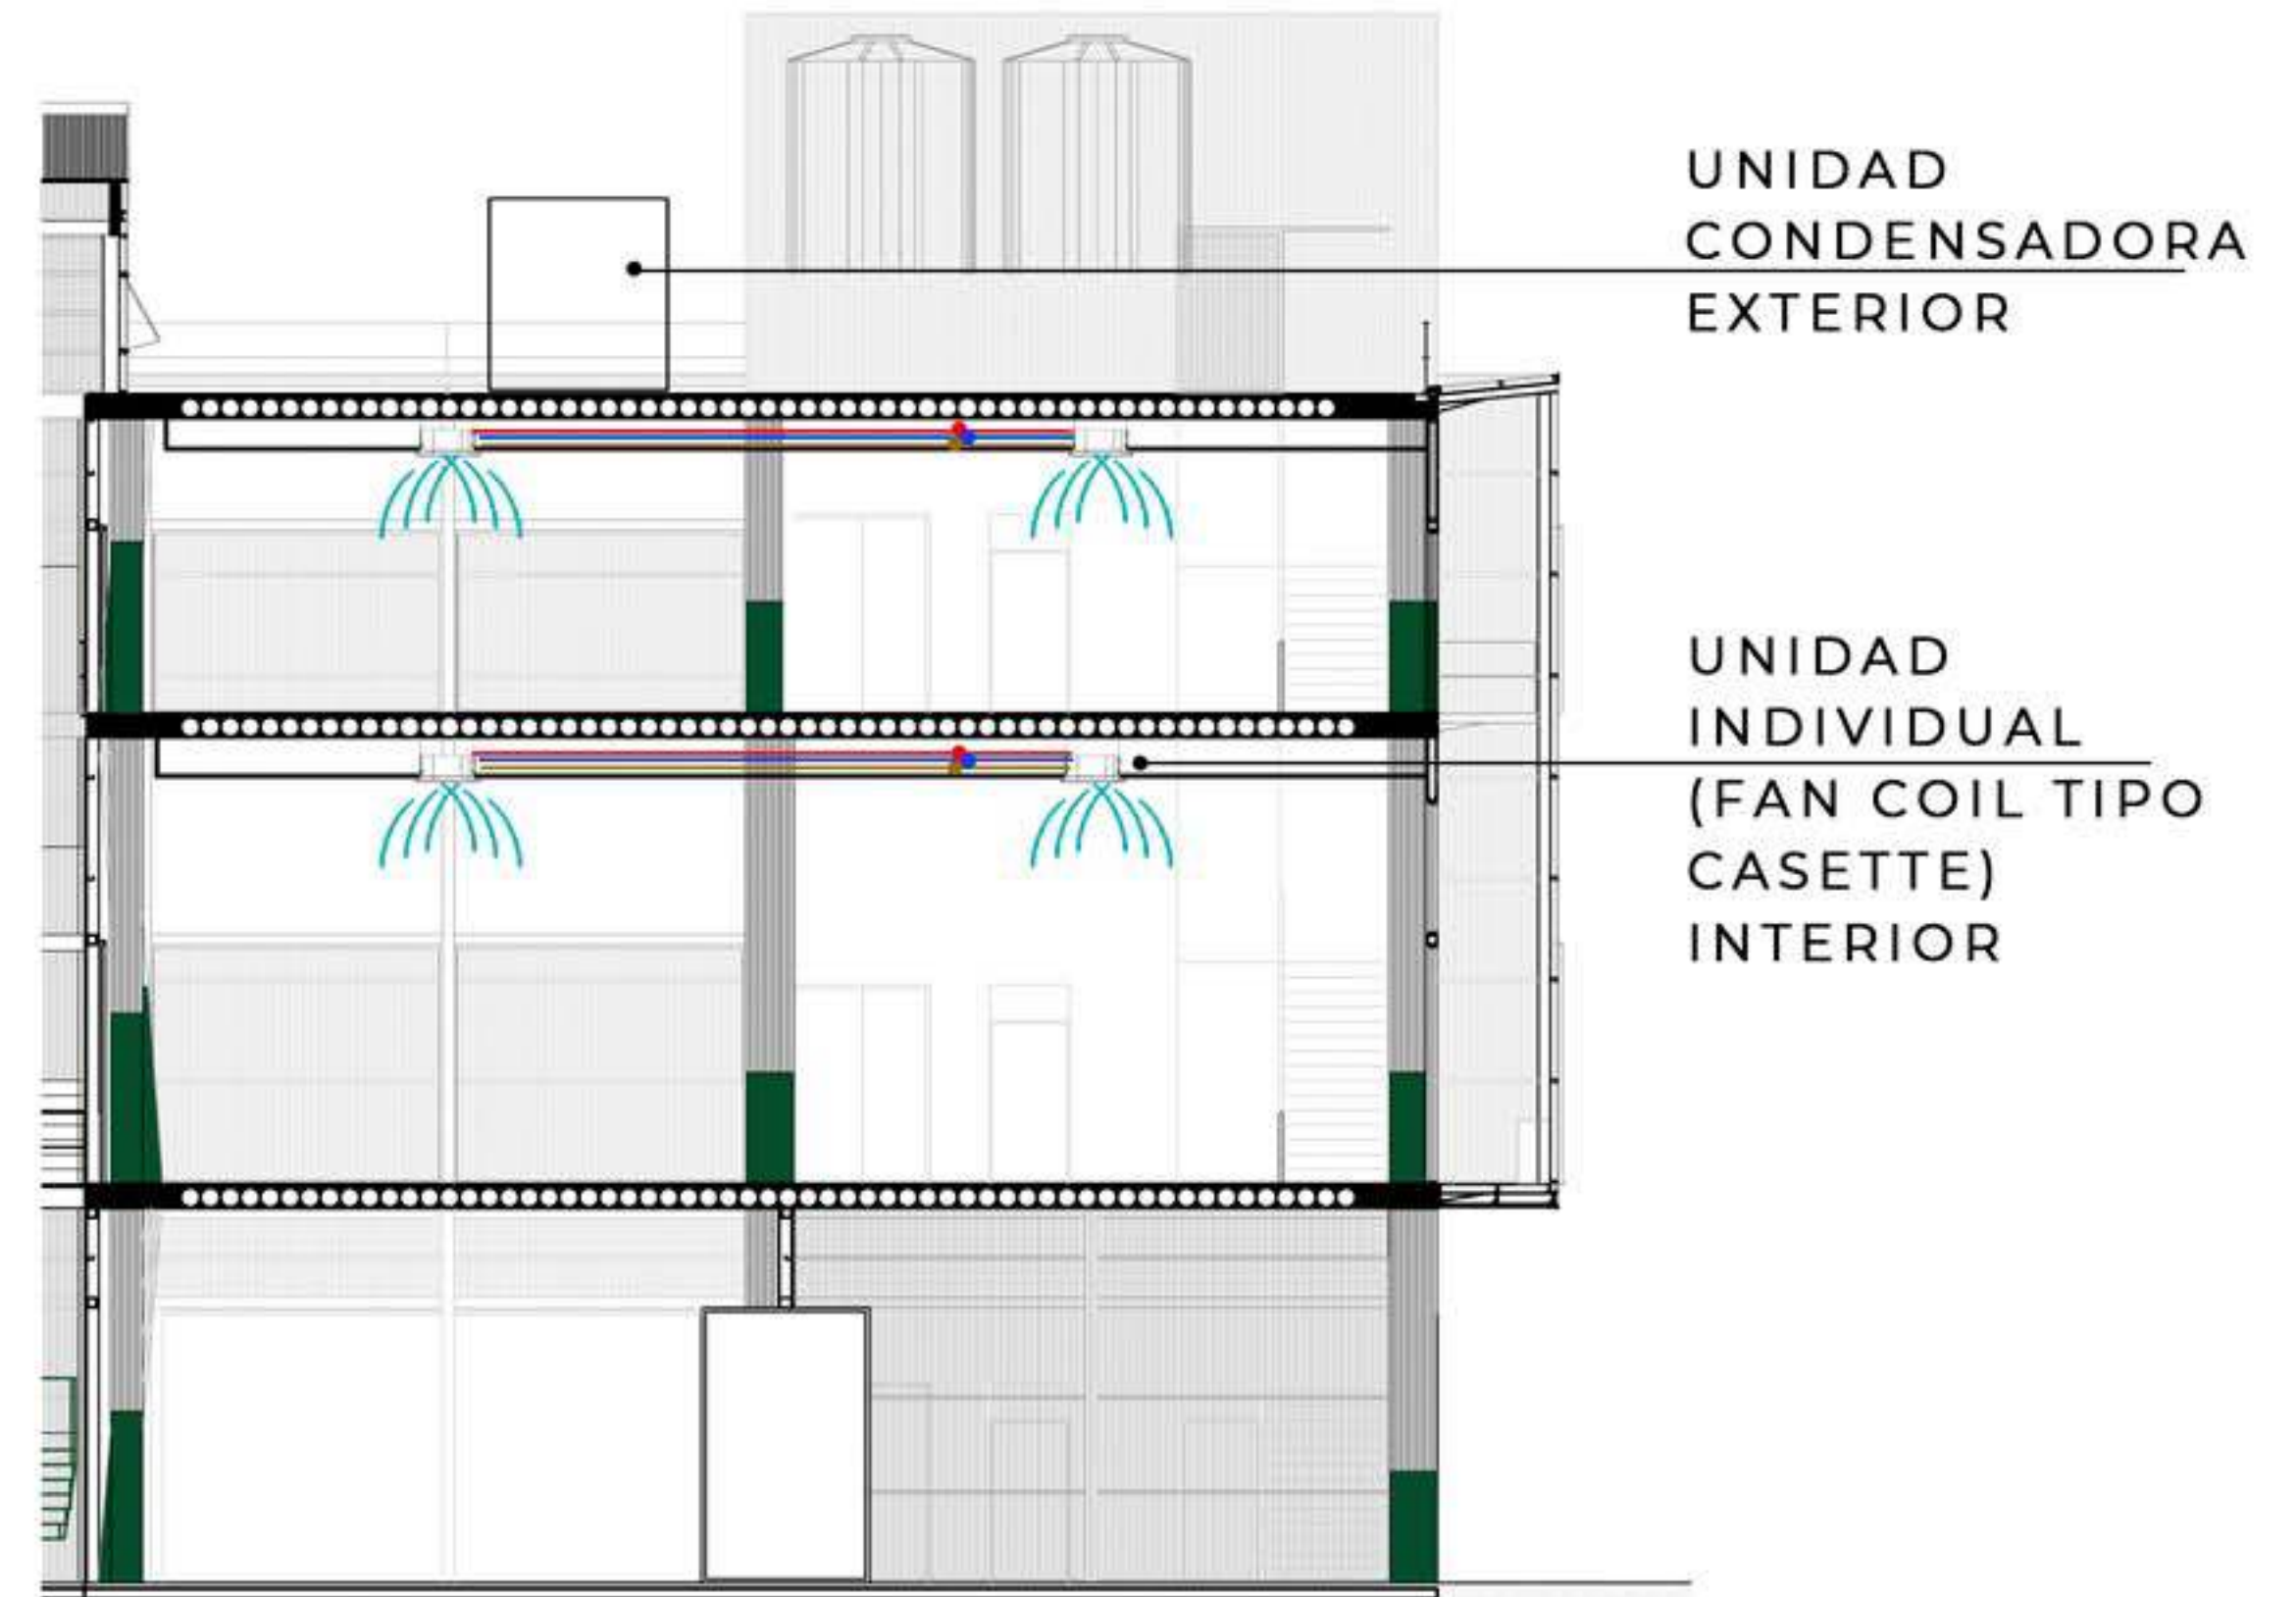 UNIDAD
CONDENSADORA
EXTERIOR
UNIDAD
INDIVIDUAL
(FAN COIL TIPO
CASETTE)
INTERIOR